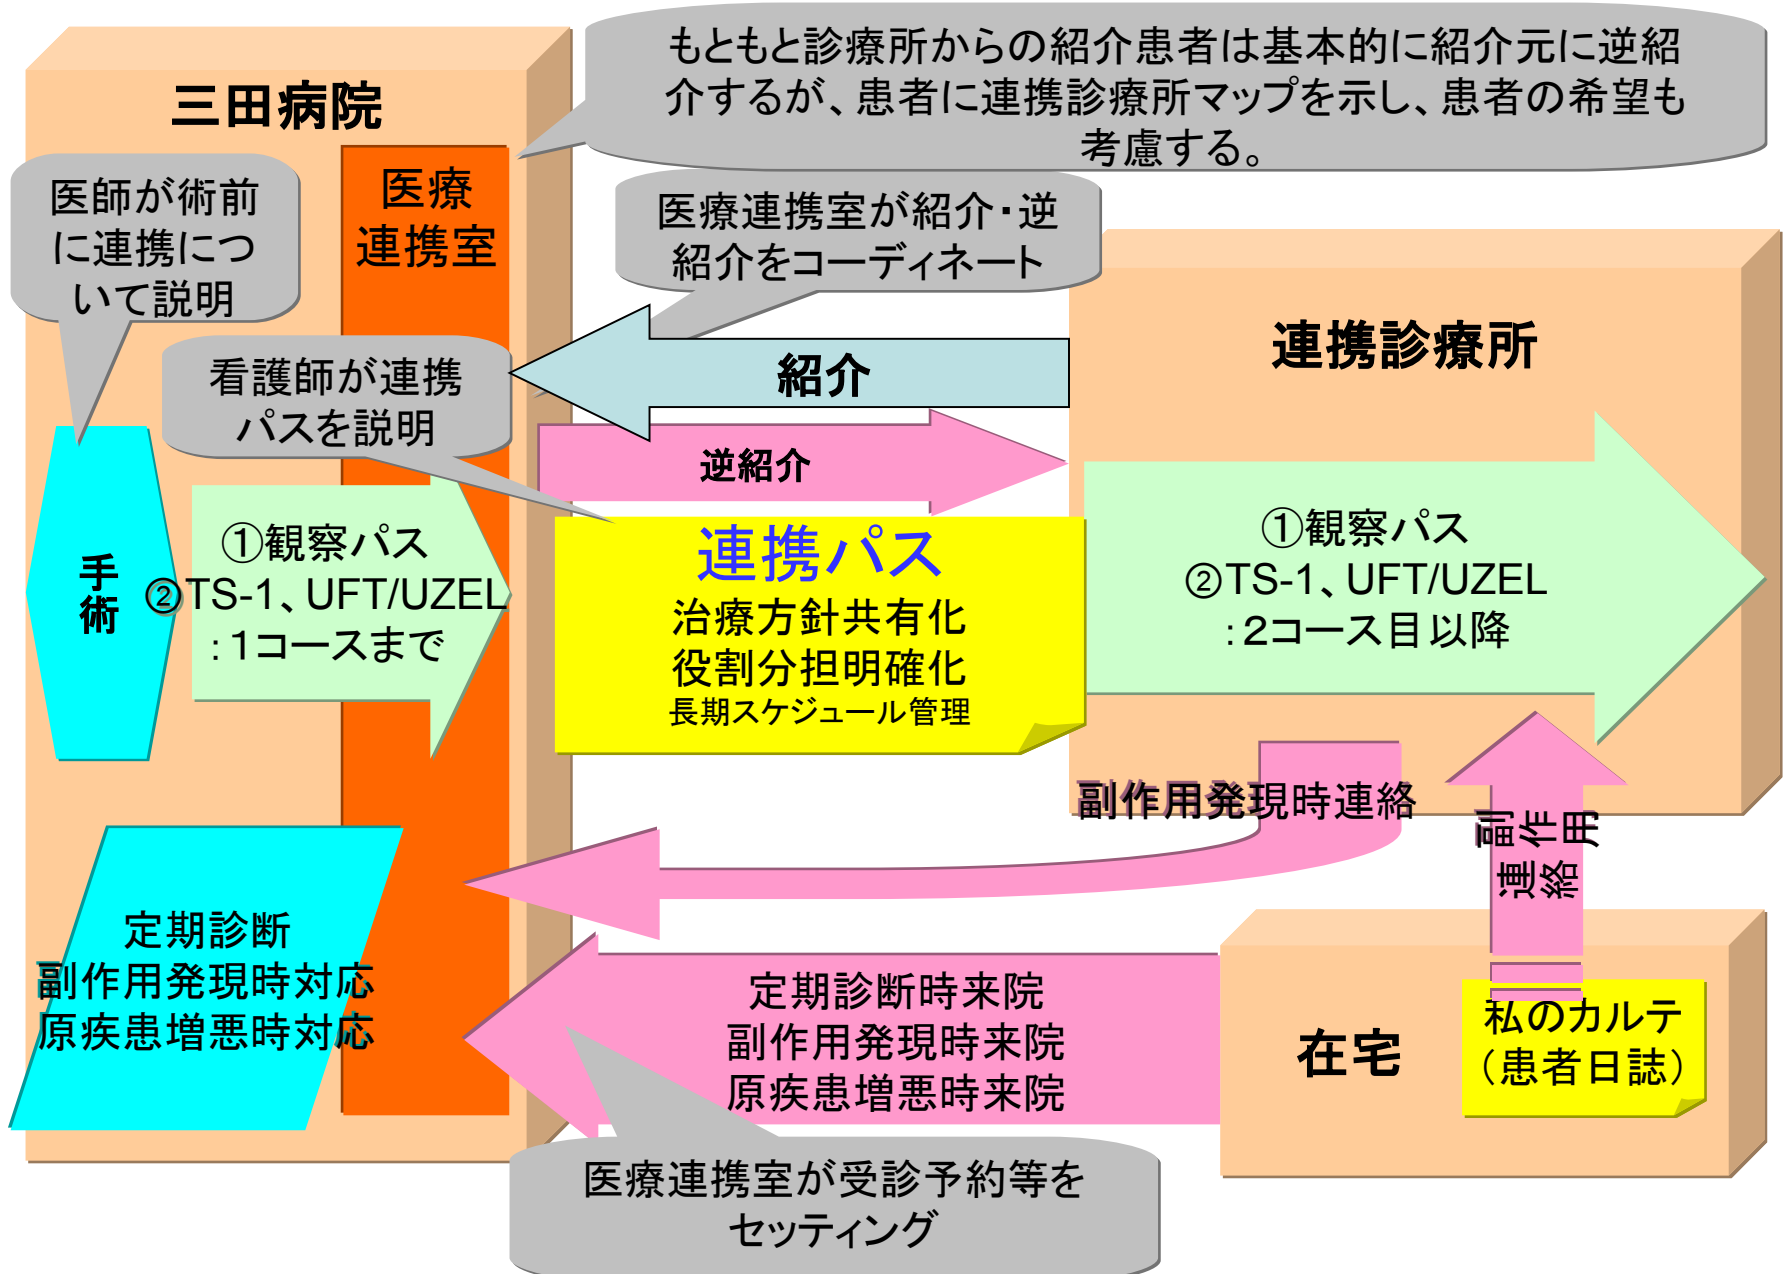 もともと診療所からの紹介患者は基本的に紹介元に逆紹
介するが、患者に連携診療所マップを示し、患者の希望も
考慮する。
三田病院
医師が術前
に連携につ
いて説明
医療
連携室
医療連携室が紹介・逆
紹介をコーディネート
連携診療所
看護師が連携
パスを説明
紹介
逆紹介
手
術
①観察パス
②TS-1、UFT/UZEL
:1コースまで
連携パス
治療方針共有化
役割分担明確化
長期スケジュール管理
①観察パス
②TS-1、UFT/UZEL
:2コース目以降
副作用発現時連絡
副作用
連絡
定期診断
副作用発現時対応
原疾患増悪時対応
定期診断時来院
副作用発現時来院
原疾患増悪時来院
在宅
私のカルテ
(患者日誌)
医療連携室が受診予約等を
セッティング